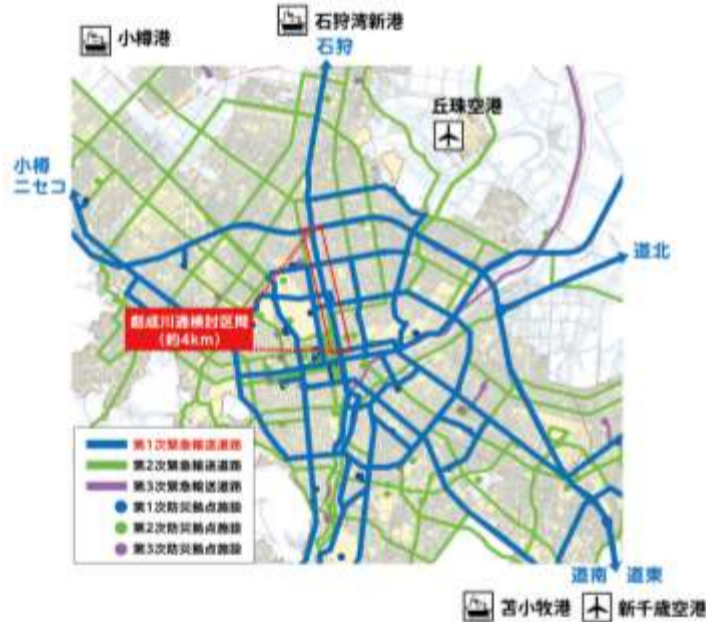 小樽港
石狩湾新港
石狩
丘珠空港
小樽
ニセコ
道北
創成川通検討区間
(約4km)
第1次緊急輸送道路
第2次緊急輸送道路
第3次緊急輸送道路
第1次防災拠点施設
第2次防災拠点施設
第3次防災拠点施設
道南 道東
苫小牧港 新千歳空港